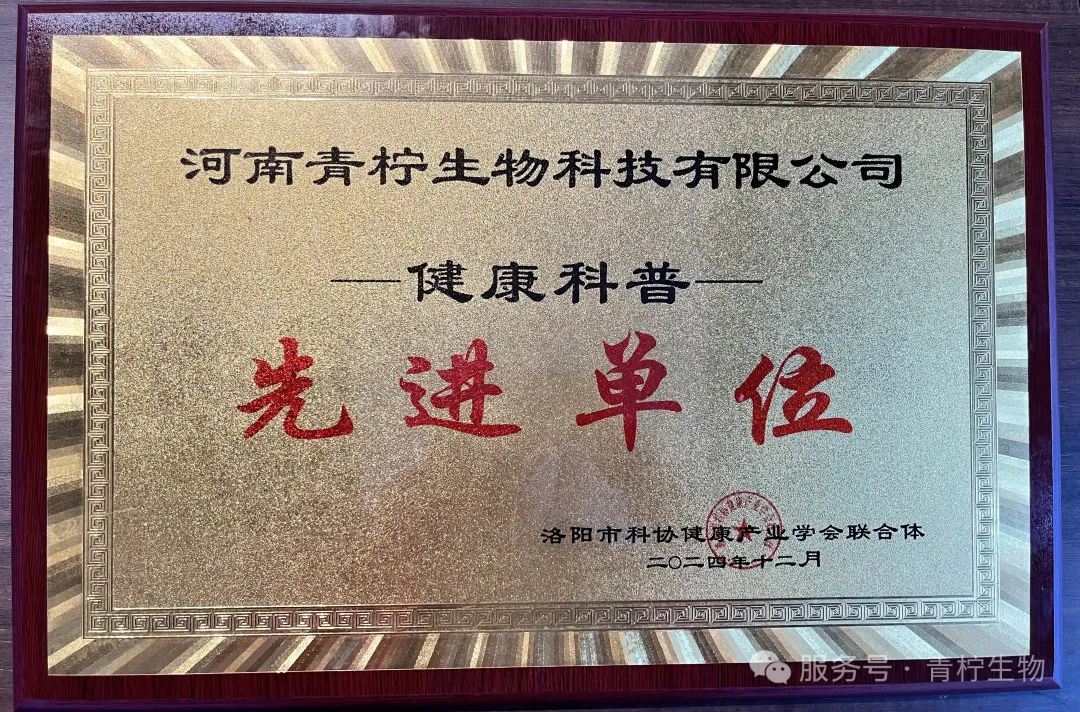 河南青柠生物科技有限公司
—健康科普—
先进单位
洛阳市科协健康产业学会联合体
二〇二四年十二月
服务号·青柠生物